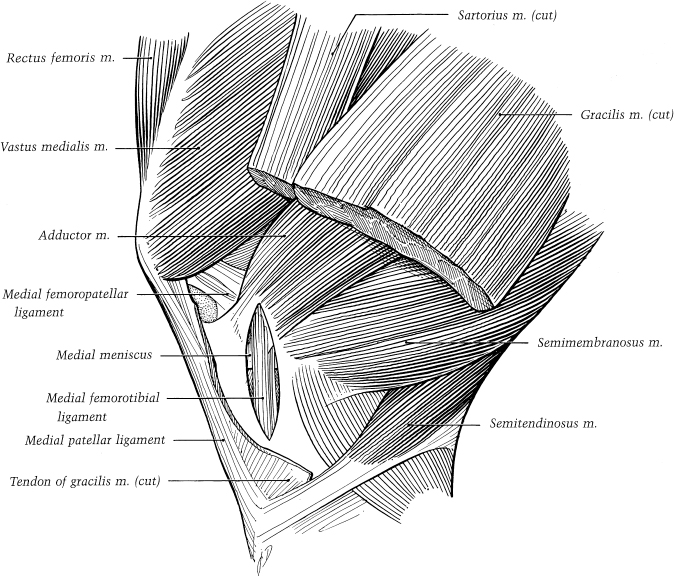 Sartorius m. (cut)
Rectus femoris m.
Gracilis m. (cut)
Vastus medialis m.
Adductor m.
Medial femoropatellar
ligament
Semimembranosus m.
Medial meniscus
Medial femorotibial
ligament
Semitendinosus m.
Medial patellar ligament
Tendon of gracilis m. (cut)